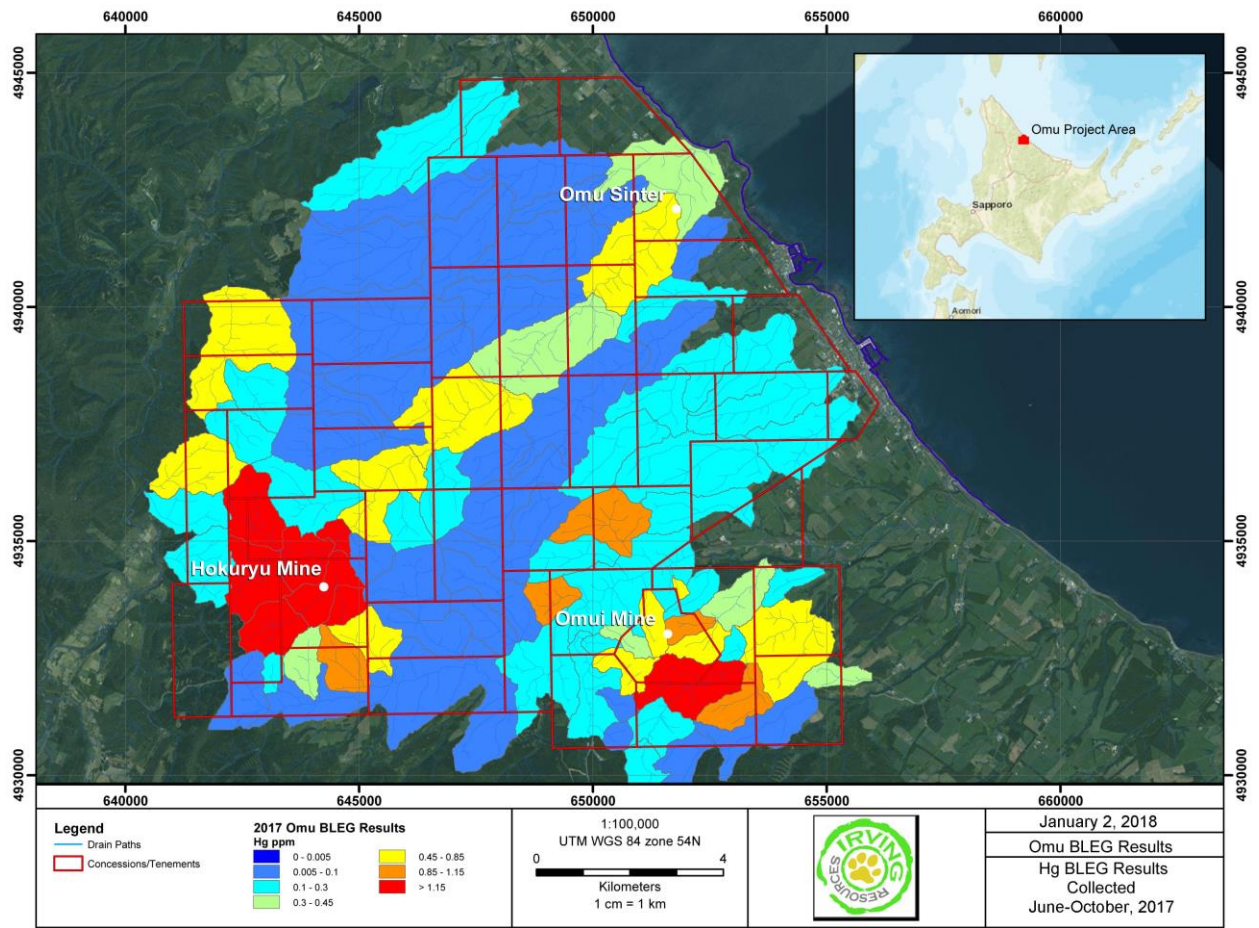 640000 645000 650000 655000 660000
4945000
4940000
4935000
4930000
4945000
4940000
4935000
4930000
Omu Project Area
Sapporo
Aomori
Omu Sinter
Hokuryu Mine
Omui Mine
640000 645000 650000 655000 660000
Legend
Drain Paths
Concessions/Tenements
2017 Omu BLEG Results
Hg ppm
0 - 0.005
0.005 - 0.1
0.1 - 0.3
0.3 - 0.45
0.45 - 0.85
0.85 - 1.15
> 1.15
1:100,000
UTM WGS 84 zone 54N
0 4
Kilometers
1 cm = 1 km
IRVING
RESOURCES
January 2, 2018
Omu BLEG Results
Hg BLEG Results
Collected
June-October, 2017